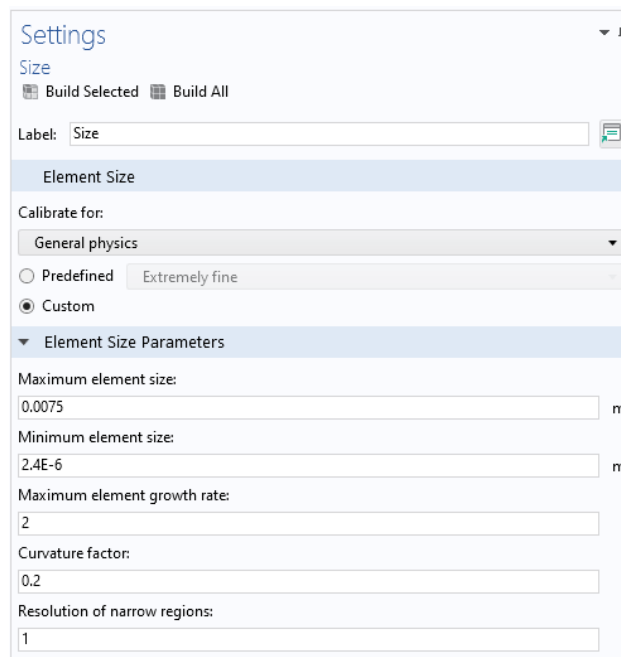 Settings
Size
Build Selected Build All
Label: Size
Element Size
Calibrate for:
General physics
Predefined Extremely fine
Custom
Element Size Parameters
Maximum element size:
0.0075
Minimum element size:
2.4E-6
Maximum element growth rate:
2
Curvature factor:
0.2
Resolution of narrow regions:
1